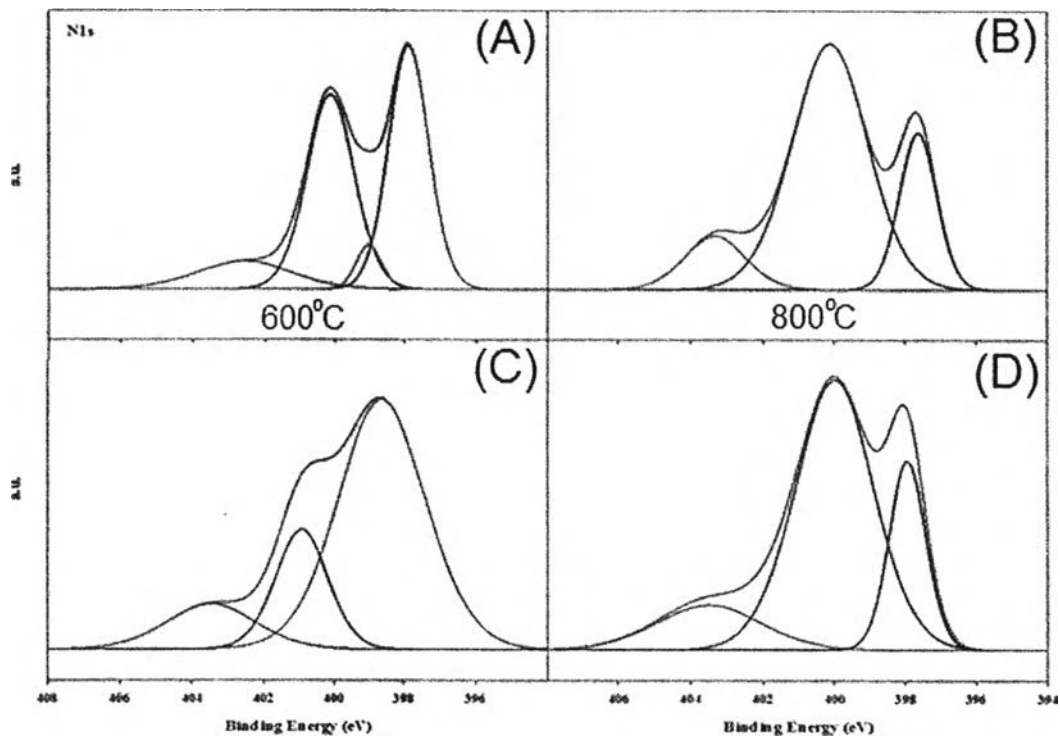 N1s
(A)
(B)
a.u.
600°C
800°C
(C)
(D)
a.u.
408 406 404 402 400 398 396
406 404 402 400 398 396 394
Binding Energy (eV)
Binding Energy (eV)